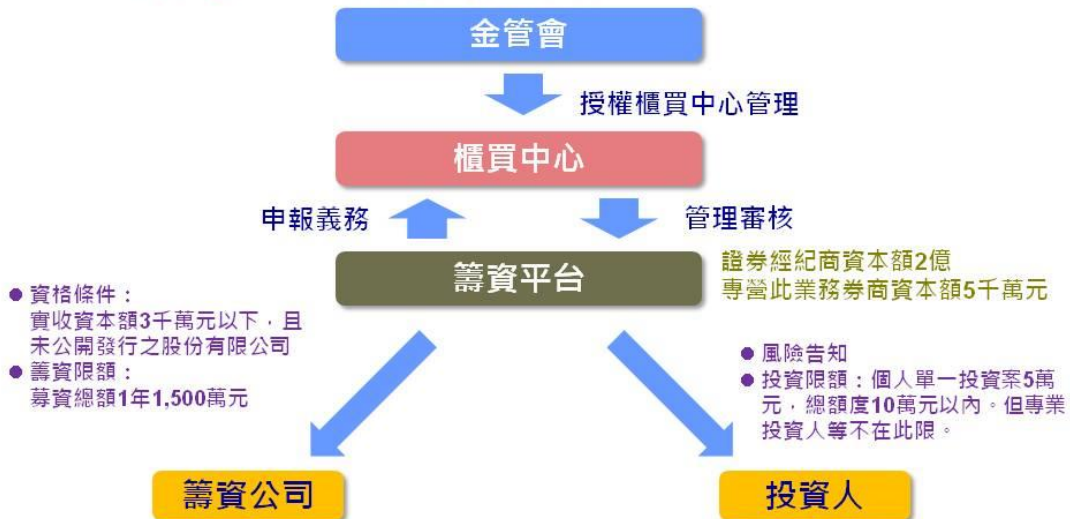 金管會
授權櫃買中心管理
櫃買中心
申報義務
管理審核
籌資平台
證券經紀商資本額2億
專營此業務券商資本額5千萬元
● 資格條件：
實收資本額3千萬元以下，且
未公開發行之股份有限公司
● 籌資限額：
募資總額1年1,500萬元
● 風險告知
● 投資限額：個人單一投資案5萬
元，總額度10萬元以內。但專業
投資人等不在此限。
籌資公司
投資人